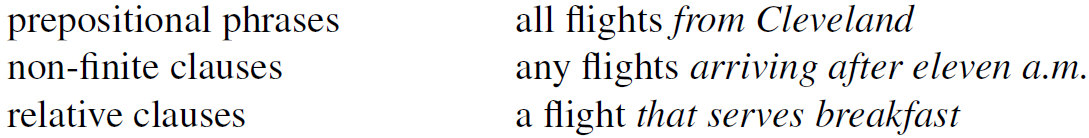 prepositional phrases all flights from Cleveland
non-finite clauses any flights arriving after eleven a.m.
relative clauses a flight that serves breakfast